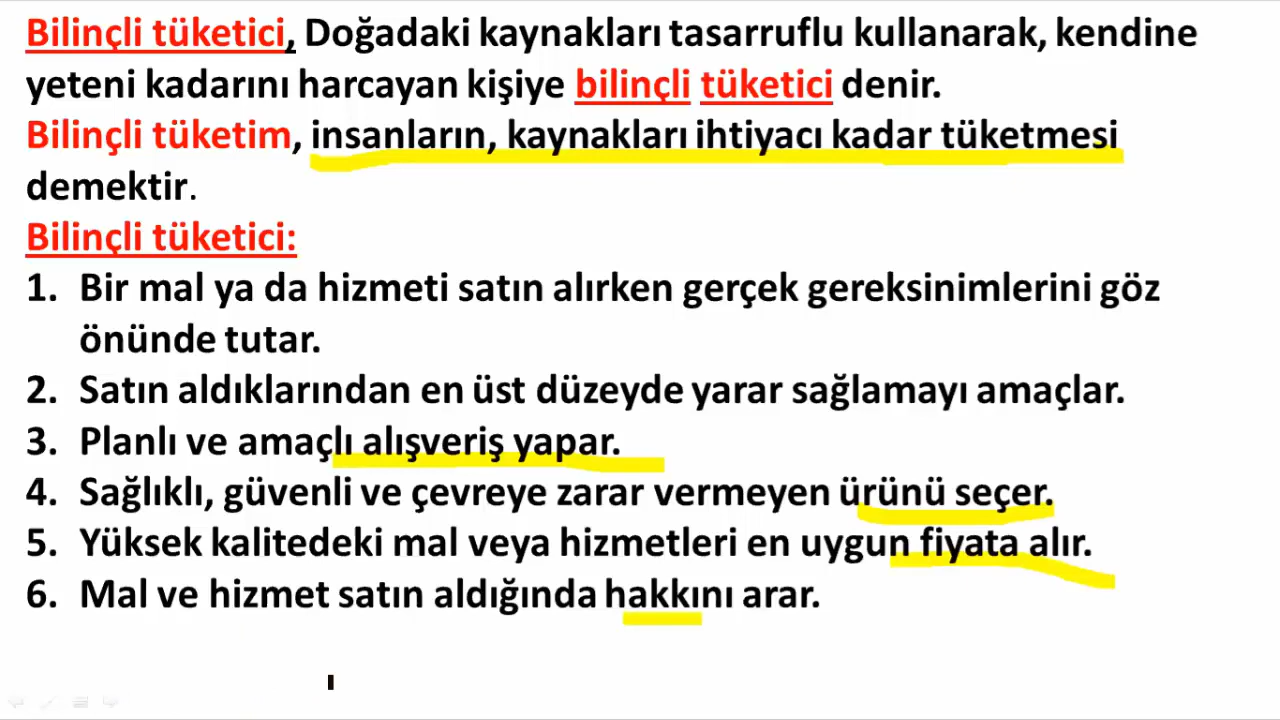 Bilinçli tüketici, Doğadaki kaynakları tasarruflu kullanarak, kendine
yeteni kadarını harcayan kişiye bilinçli tüketici denir.
Bilinçli tüketim, insanların, kaynakları ihtiyacı kadar tüketmesi
demektir.
Bilinçli tüketici:
1. Bir mal ya da hizmeti satın alırken gerçek gereksinimlerini göz
önünde tutar.
2. Satın aldıklarından en üst düzeyde yarar sağlamayı amaçlar.
3. Planlı ve amaçlı alışveriş yapar.
4. Sağlıklı, güvenli ve çevreye zarar vermeyen ürünü seçer.
5. Yüksek kalitedeki mal veya hizmetleri en uygun fiyata alır.
6. Mal ve hizmet satın aldığında hakkını arar.